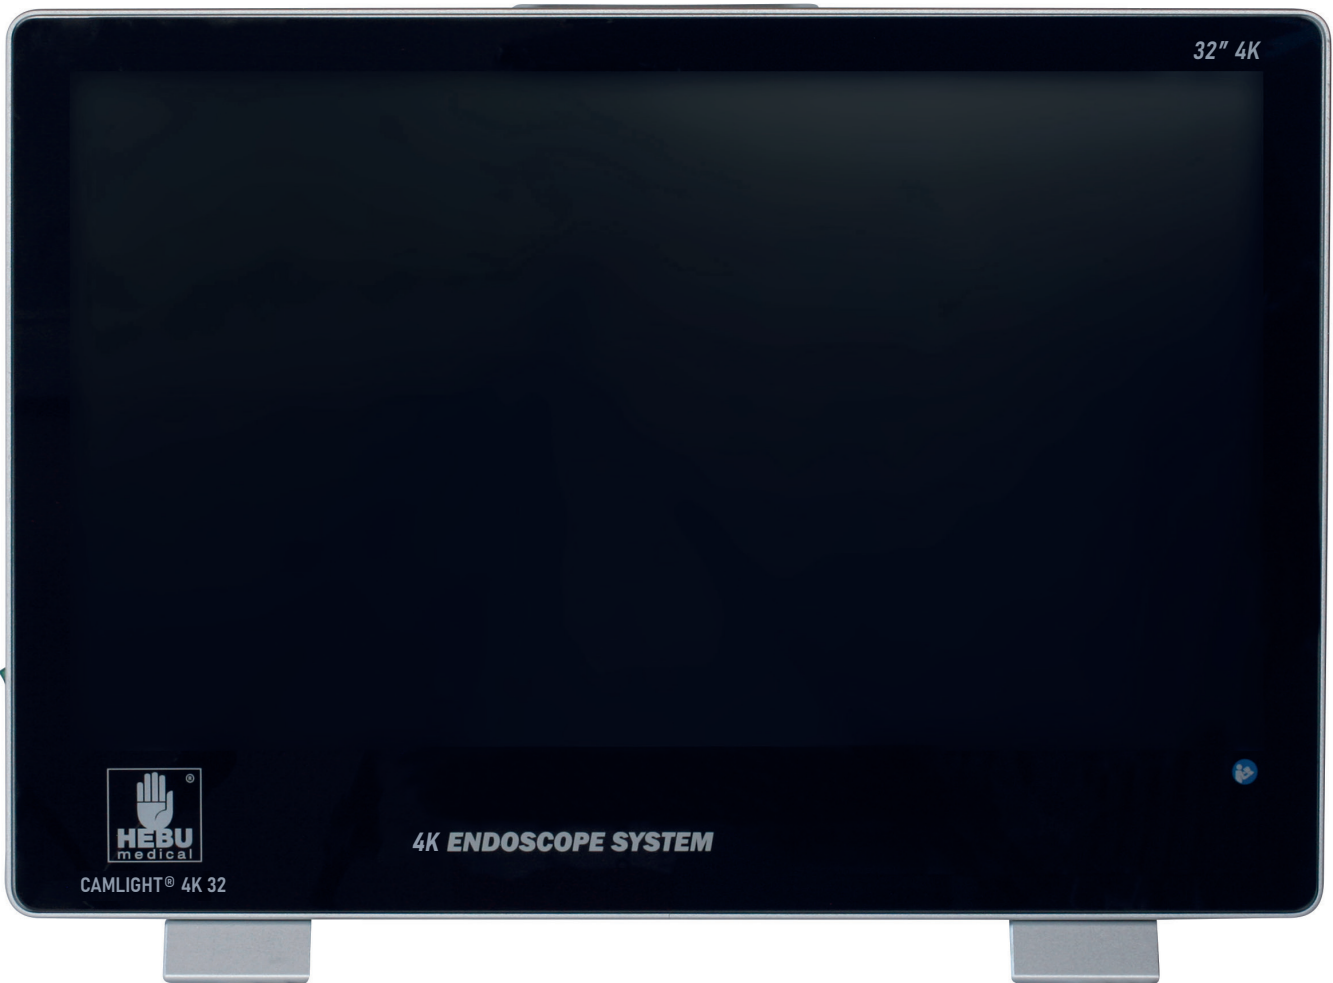 32" 4K
®
HEBU
medical
4K ENDOSCOPE SYSTEM
CAMLIGHT® 4K 32